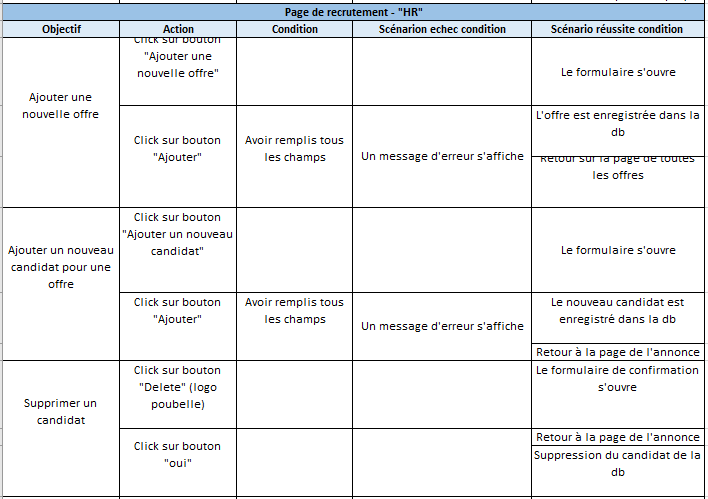 Page de recrutement - "HR"
Objectif Action Condition Scénarion echec condition Scénario réussite condition
Ajouter une
nouvelle offre
Click sur bouton
"Ajouter une
nouvelle offre"
Le formulaire s'ouvre
Click sur bouton
"Ajouter"
Avoir remplis tous
les champs
Un message d'erreur s'affiche
L'offre est enregistrée dans la
db
Retour sur la page de toutes
les offres
Ajouter un nouveau
candidat pour une
offre
Click sur bouton
"Ajouter un nouveau
candidat"
Le formulaire s'ouvre
Click sur bouton
"Ajouter"
Avoir remplis tous
les champs
Un message d'erreur s'affiche
Le nouveau candidat est
enregistré dans la db
Retour à la page de l'annonce
Supprimer un
candidat
Click sur bouton
"Delete" (logo
poubelle)
Le formulaire de confirmation
s'ouvre
Click sur bouton
"oui"
Retour à la page de l'annonce
Suppression du candidat de la
db